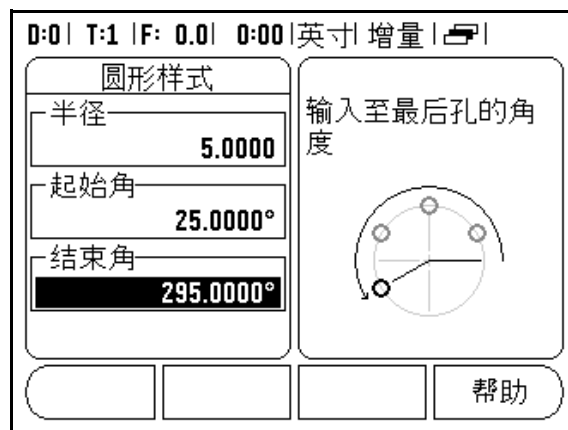 D:0 | T:1 | F: 0.0 | 0:00 | 英寸 | 增量 |
圆形样式
半径
5.0000
起始角
25.0000°
结束角
295.0000°
输入至最后孔的角
度
帮助